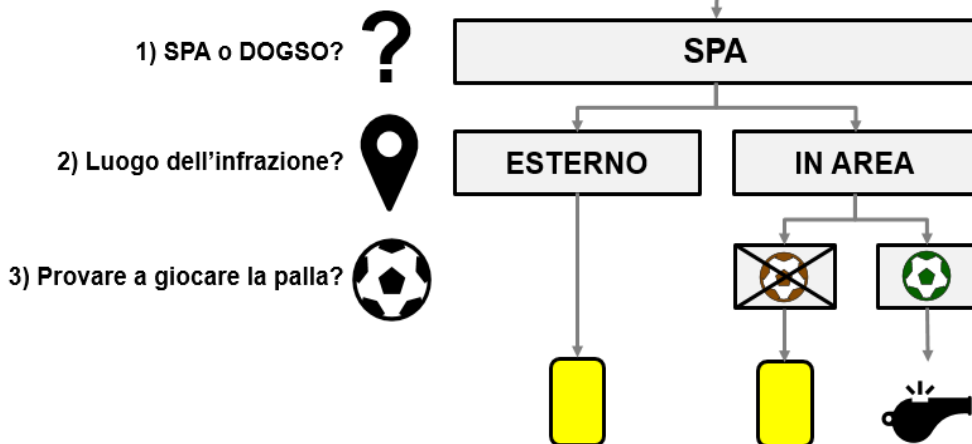 1) SPA o DOGSO?
SPA
2) Luogo dell'infrazione?
ESTERNO
IN AREA
3) Provare a giocare la palla?